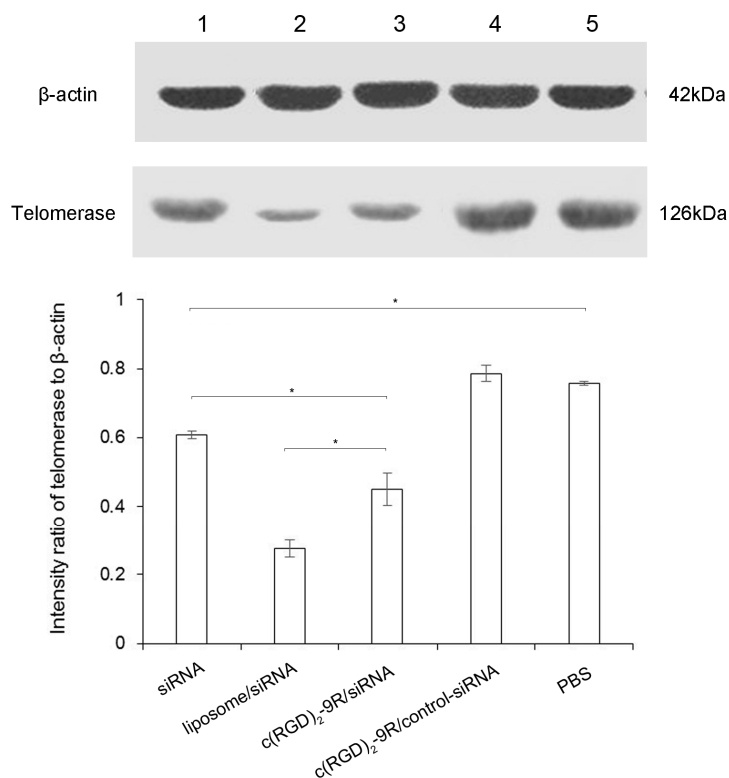 1 2 3 4 5
β-actin 42kDa
Telomerase 126kDa
Intensity ratio of telomerase to β-actin
1
0.8
0.6
0.4
0.2
0
*
*
*
siRNA
liposome/siRNA
c(RGD)₂-9R/siRNA
c(RGD)₂-9R/control-siRNA
PBS